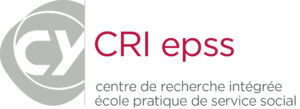 CY
CRI epss
centre de recherche intégrée
école pratique de service social